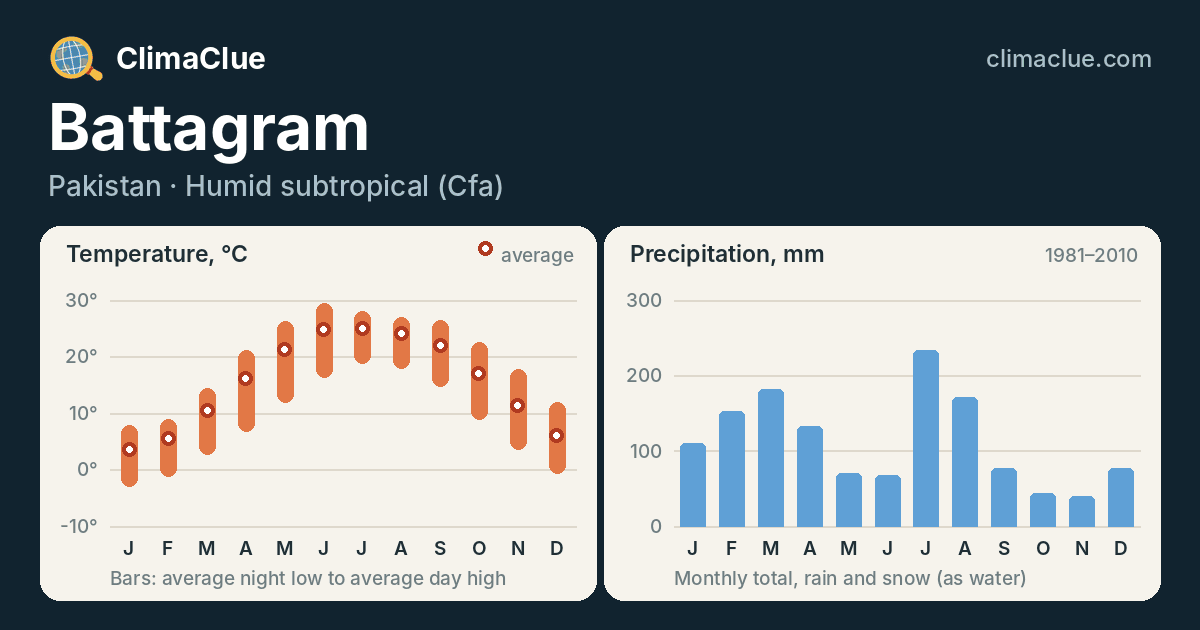 ClimaClue
climaclue.com
Battagram
Pakistan · Humid subtropical (Cfa)
Temperature, °C
average
30°
20°
10°
0°
-10°
J F M A M J J A S O N D
Bars: average night low to average day high
Precipitation, mm
1981–2010
300
200
100
0
J F M A M J J A S O N D
Monthly total, rain and snow (as water)